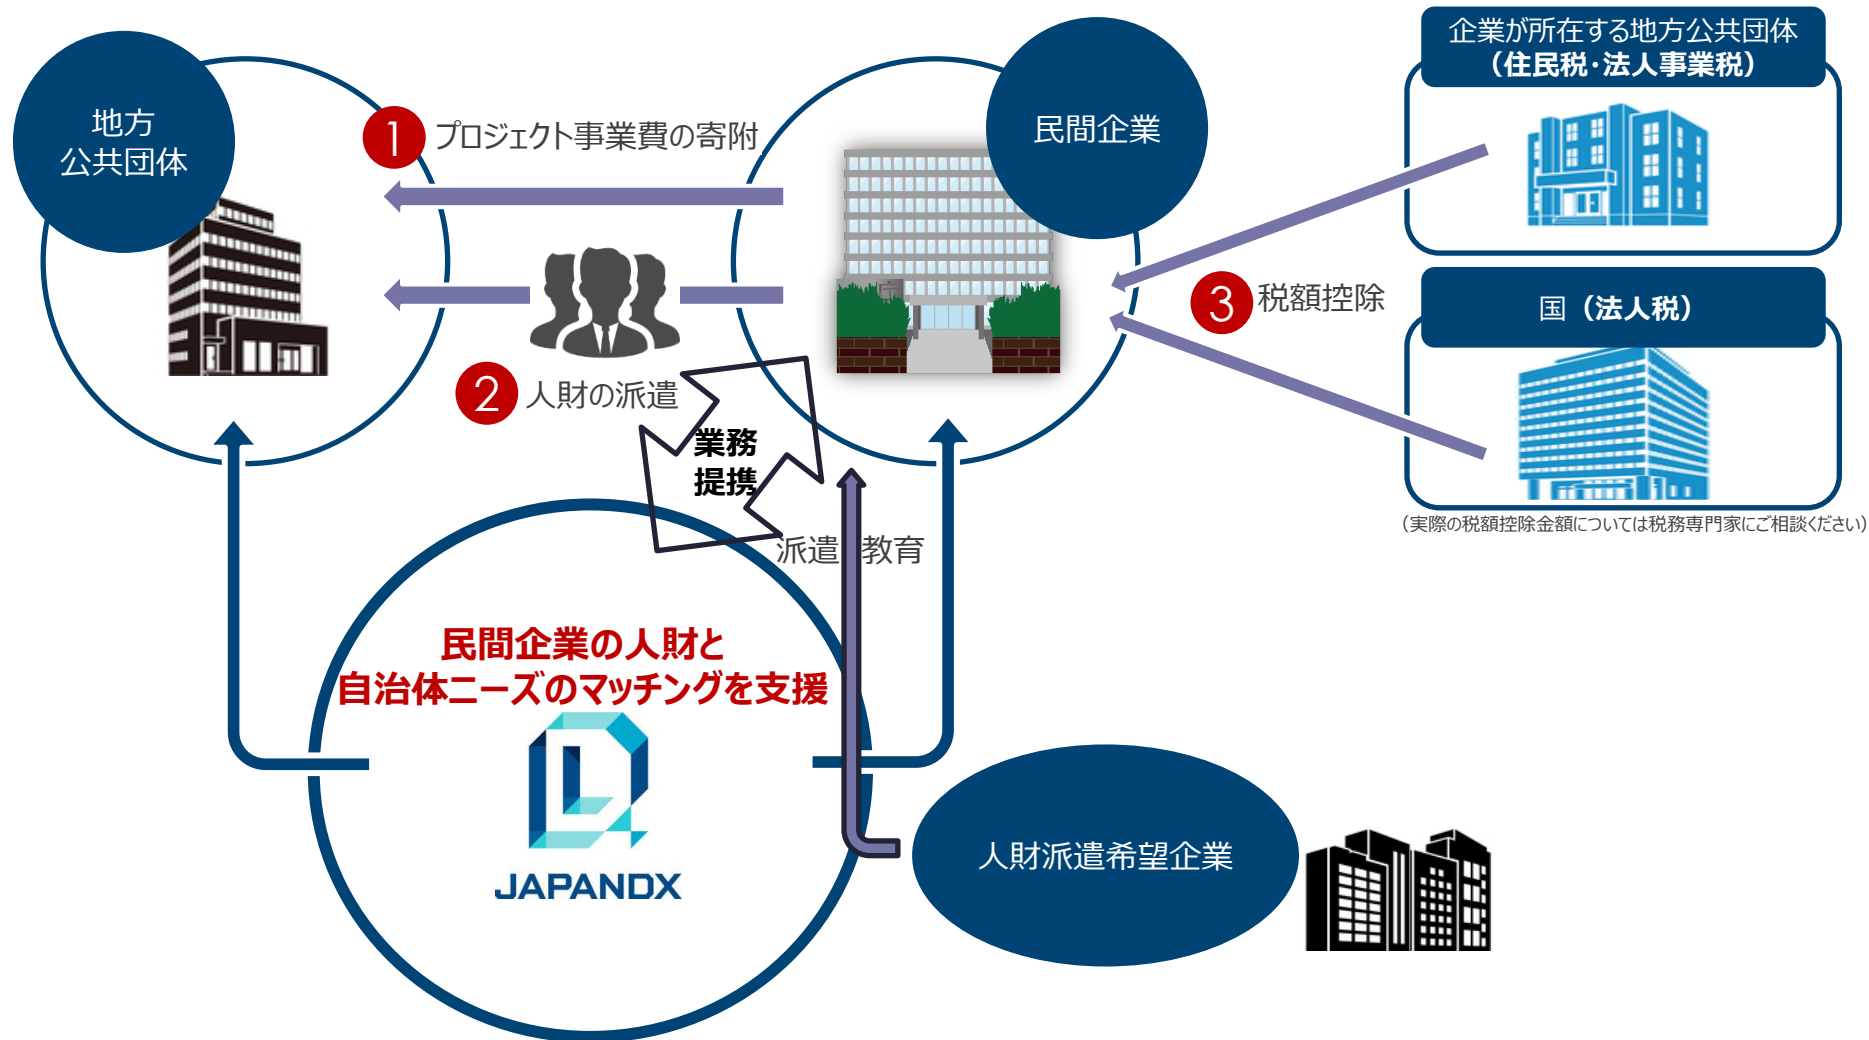 地方
公共団体
1 プロジェクト事業費の寄附
民間企業
企業が所在する地方公共団体
（住民税・法人事業税）
3 税額控除
国（法人税）
（実際の税額控除金額については税務専門家にご相談ください）
2 人財の派遣
業務
提携
派遣 教育
民間企業の人財と
自治体ニーズのマッチングを支援
JAPANDX
人財派遣希望企業